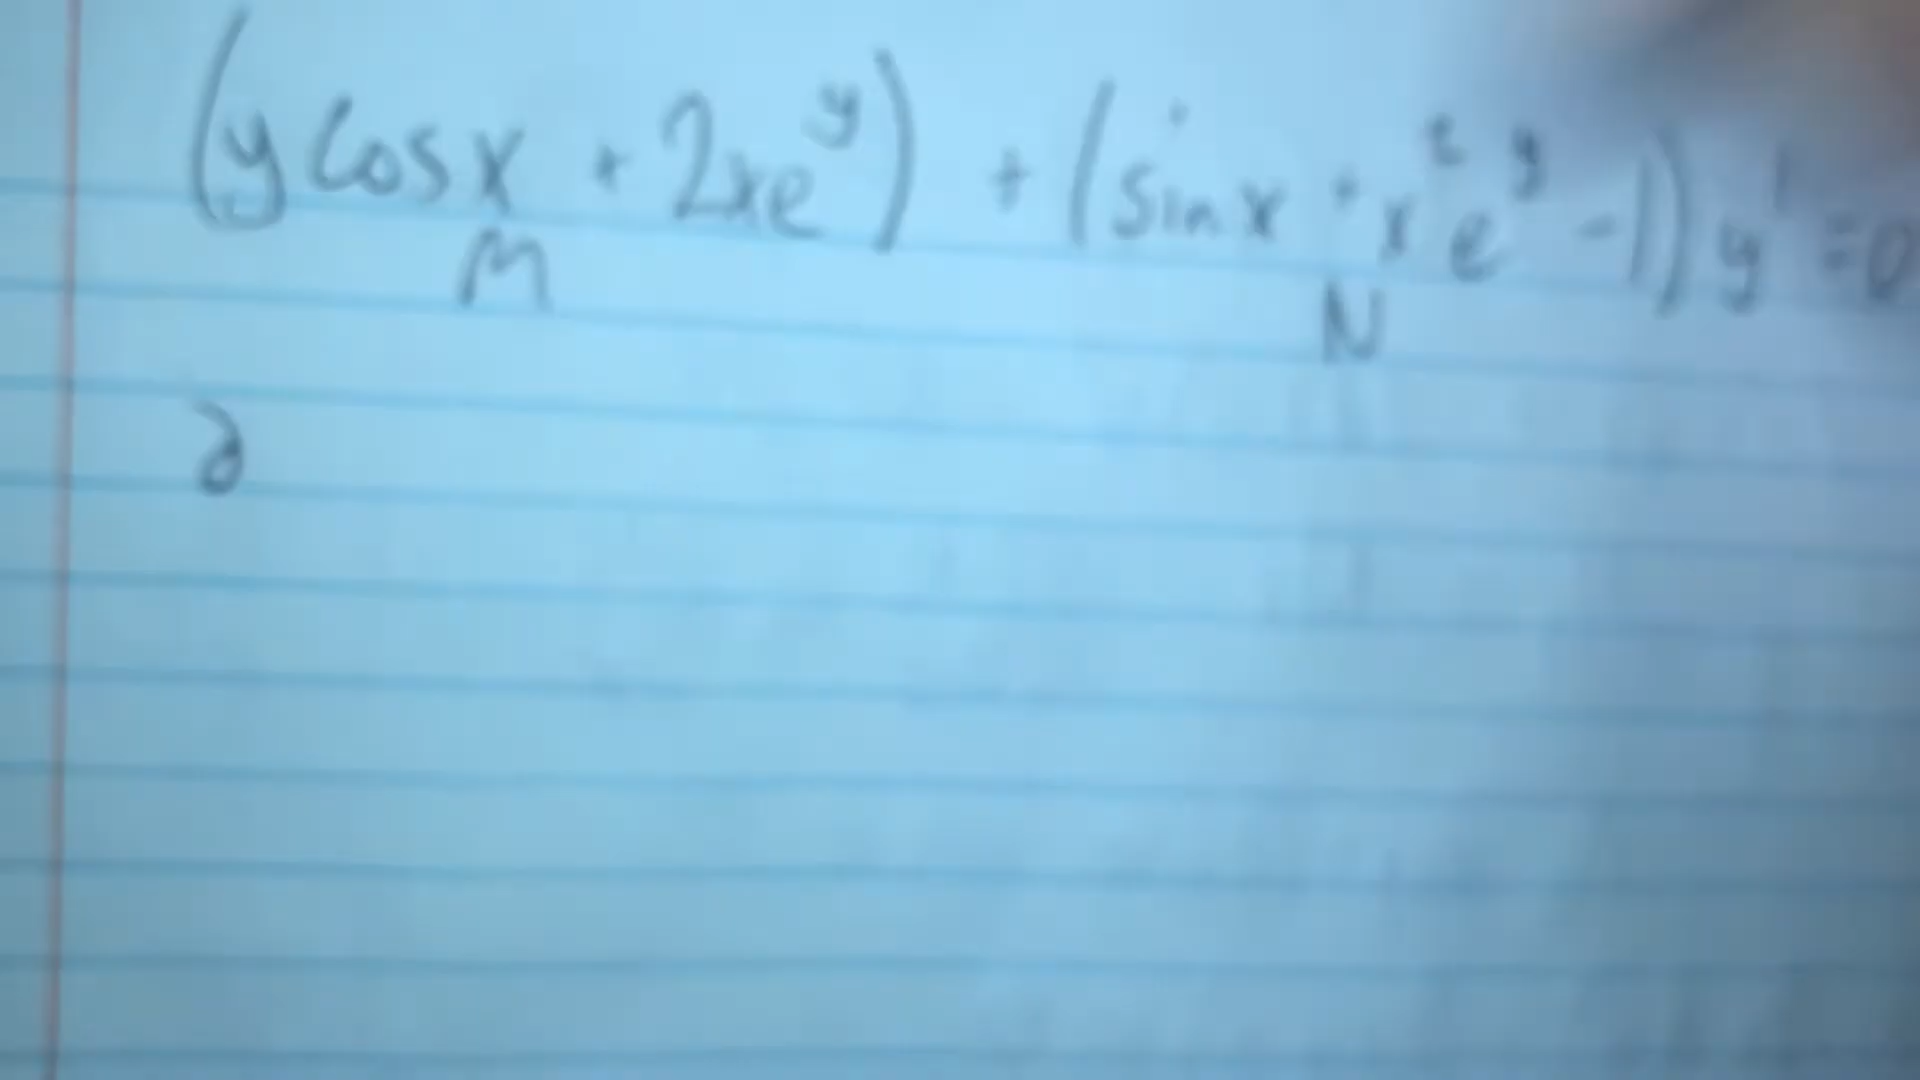 (y cos x + 2xe^y) + (sin x + x^2 e^y - 1) y' = 0
M N
∂